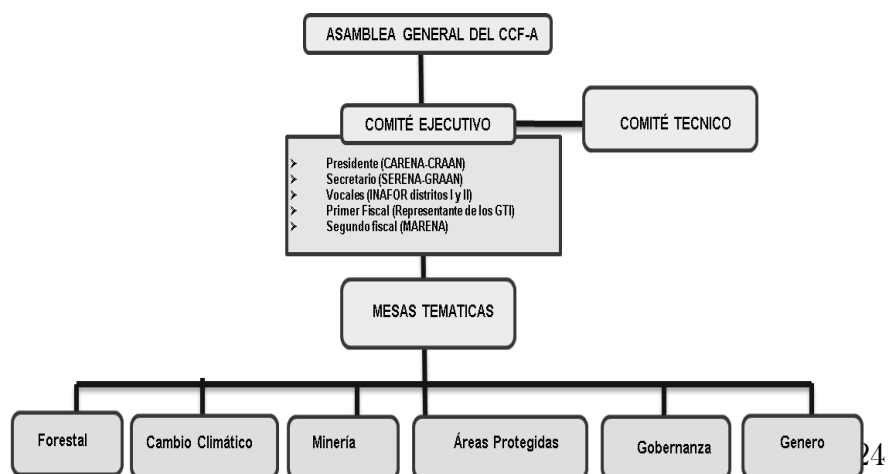 ASAMBLEA GENERAL DEL CCF-A
COMITÉ EJECUTIVO
COMITÉ TECNICO
➢ Presidente (CARENA-CRAAN)
➢ Secretario (SERENA-GRAAN)
➢ Vocales (INAFOR distritos I y II)
➢ Primer Fiscal (Representante de los GTI)
➢ Segundo fiscal (MARENA)
MESAS TEMATICAS
Forestal
Cambio Climático
Minería
Áreas Protegidas
Gobernanza
Genero
24